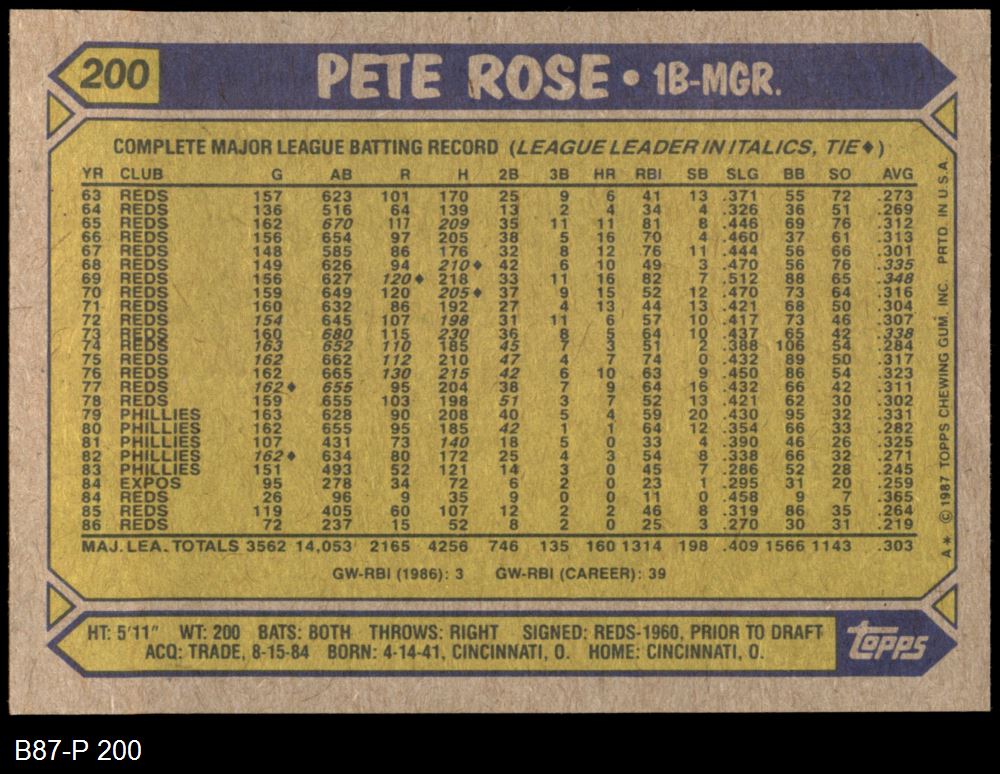 200
PETE ROSE • 1B-MGR.
COMPLETE MAJOR LEAGUE BATTING RECORD (LEAGUE LEADER IN ITALICS, TIE♦)
YR CLUB G AB R H 2B 3B HR RBI SB SLG BB SO AVG
63 REDS 157 623 101 170 25 9 6 41 13 .371 55 72 .273
64 REDS 136 516 64 139 13 2 4 34 4 .326 36 51 .269
65 REDS 162 670 117 209 35 11 11 81 8 .446 69 76 .312
66 REDS 156 654 97 205 38 5 16 70 4 .460 37 61 .313
67 REDS 148 585 86 176 32 8 12 76 11 .444 56 66 .301
68 REDS 149 626 94 210♦ 42 6 10 49 3 .470 56 76 .335
69 REDS 156 627 120♦ 218 33 11 16 82 7 .512 88 65 .348
70 REDS 159 649 120 205♦ 37 9 15 52 12 .470 73 64 .316
71 REDS 160 632 86 192 27 4 13 44 13 .421 68 50 .304
72 REDS 154 645 107 198 31 11 6 57 10 .417 73 46 .307
73 REDS 160 680 115 230 36 8 5 64 10 .437 65 42 .338
74 REDS 163 652 110 185 45 7 3 51 2 .388 106 54 .284
75 REDS 162 662 112 210 47 4 7 74 0 .432 89 50 .317
76 REDS 162 665 130 215 42 6 10 63 9 .450 86 54 .323
77 REDS 162♦ 655 95 204 38 7 9 64 16 .432 66 42 .311
78 REDS 159 655 103 198 51 3 7 52 13 .421 62 30 .302
79 PHILLIES 163 628 90 208 40 5 4 59 20 .430 95 32 .331
80 PHILLIES 162 655 95 185 42 1 1 64 12 .354 66 33 .282
81 PHILLIES 107 431 73 140 18 5 0 33 4 .390 46 26 .325
82 PHILLIES 162♦ 634 80 172 25 4 3 54 8 .338 66 32 .271
83 PHILLIES 151 493 52 121 14 3 0 45 7 .286 52 28 .245
84 EXPOS 95 278 34 72 6 2 0 23 1 .295 31 20 .259
84 REDS 26 96 9 35 9 0 0 11 0 .458 9 7 .365
85 REDS 119 405 60 107 12 2 2 46 8 .319 86 35 .264
86 REDS 72 237 15 52 8 2 0 25 3 .270 30 31 .219
MAJ. LEA. TOTALS 3562 14,053 2165 4256 746 135 160 1314 198 .409 1566 1143 .303
GW-RBI (1986): 3 GW-RBI (CAREER): 39
A* © 1987 TOPPS CHEWING GUM, INC. PRTD. IN U.S.A.
HT: 5'11" WT: 200 BATS: BOTH THROWS: RIGHT SIGNED: REDS-1960, PRIOR TO DRAFT
ACQ: TRADE, 8-15-84 BORN: 4-14-41, CINCINNATI, O. HOME: CINCINNATI, O.
TOPPS
B87-P 200